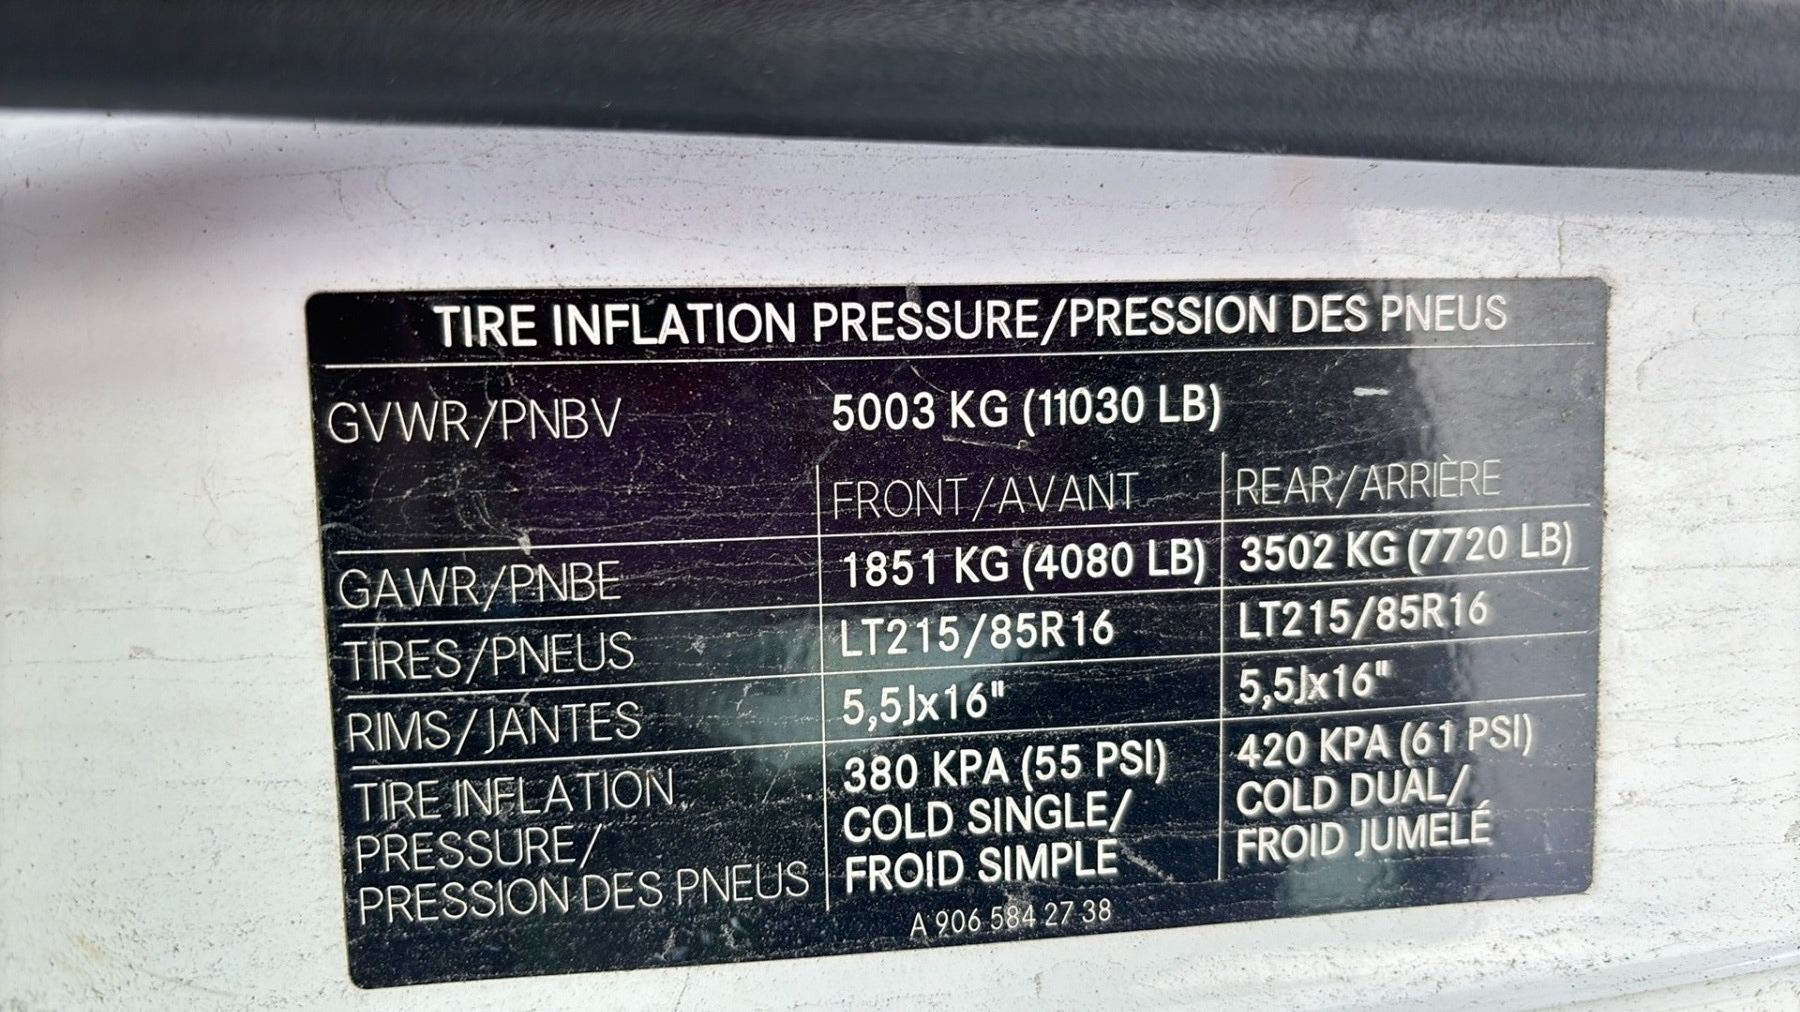 TIRE INFLATION PRESSURE/PRESSION DES PNEUS
GVWR/PNBV 5003 KG (11030 LB)
FRONT/AVANT REAR/ARRIÈRE
GAWR/PNBE 1851 KG (4080 LB) 3502 KG (7720 LB)
TIRES/PNEUS LT215/85R16 LT215/85R16
RIMS/JANTES 5,5Jx16" 5,5Jx16"
TIRE INFLATION 380 KPA (55 PSI) 420 KPA (61 PSI)
PRESSURE/ COLD SINGLE/ COLD DUAL/
PRESSION DES PNEUS FROID SIMPLE FROID JUMELÉ
A 906 584 27 38